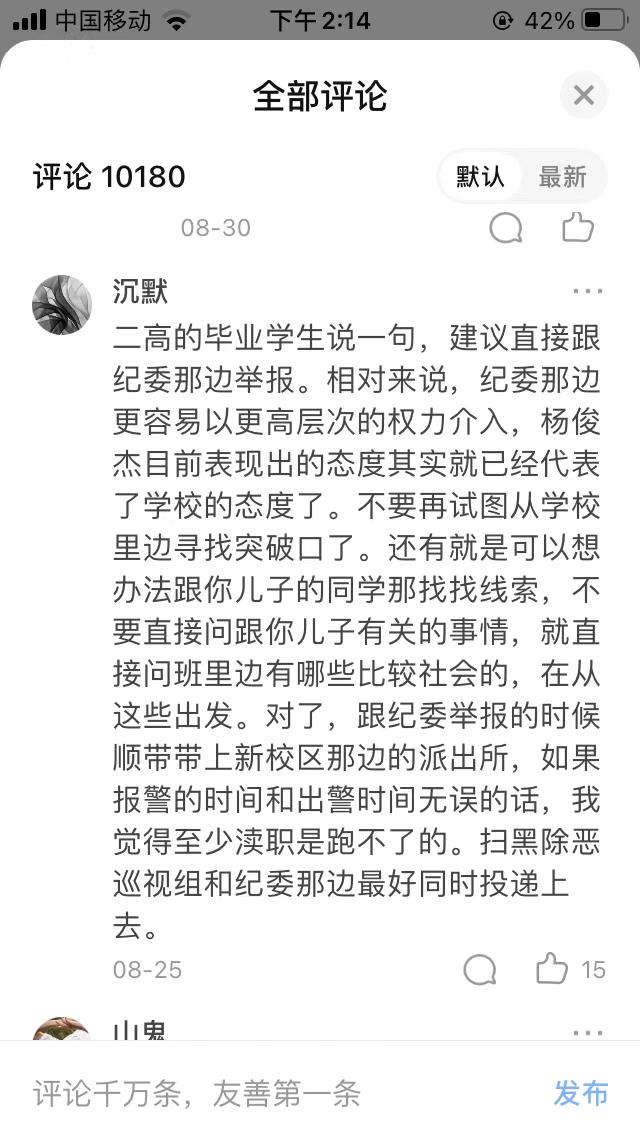 中国移动
下午2:14
42%
全部评论
评论 10180
默认
最新
08-30
沉默
二高的毕业学生说一句，建议直接跟
纪委那边举报。相对来说，纪委那边
更容易以更高层次的权力介入，杨俊
杰目前表现出的态度其实就已经代表
了学校的态度了。不要再试图从学校
里边寻找突破口了。还有就是可以想
办法跟你儿子的同学那找找线索，不
要直接问跟你儿子有关的事情，就直
接问班里边有哪些比较社会的，在从
这些出发。对了，跟纪委举报的时候
顺带带上新校区那边的派出所，如果
报警的时间和出警时间无误的话，我
觉得至少渎职是跑不了的。扫黑除恶
巡视组和纪委那边最好同时投递上
去。
08-25
15
山鬼
评论千万条，友善第一条
发布